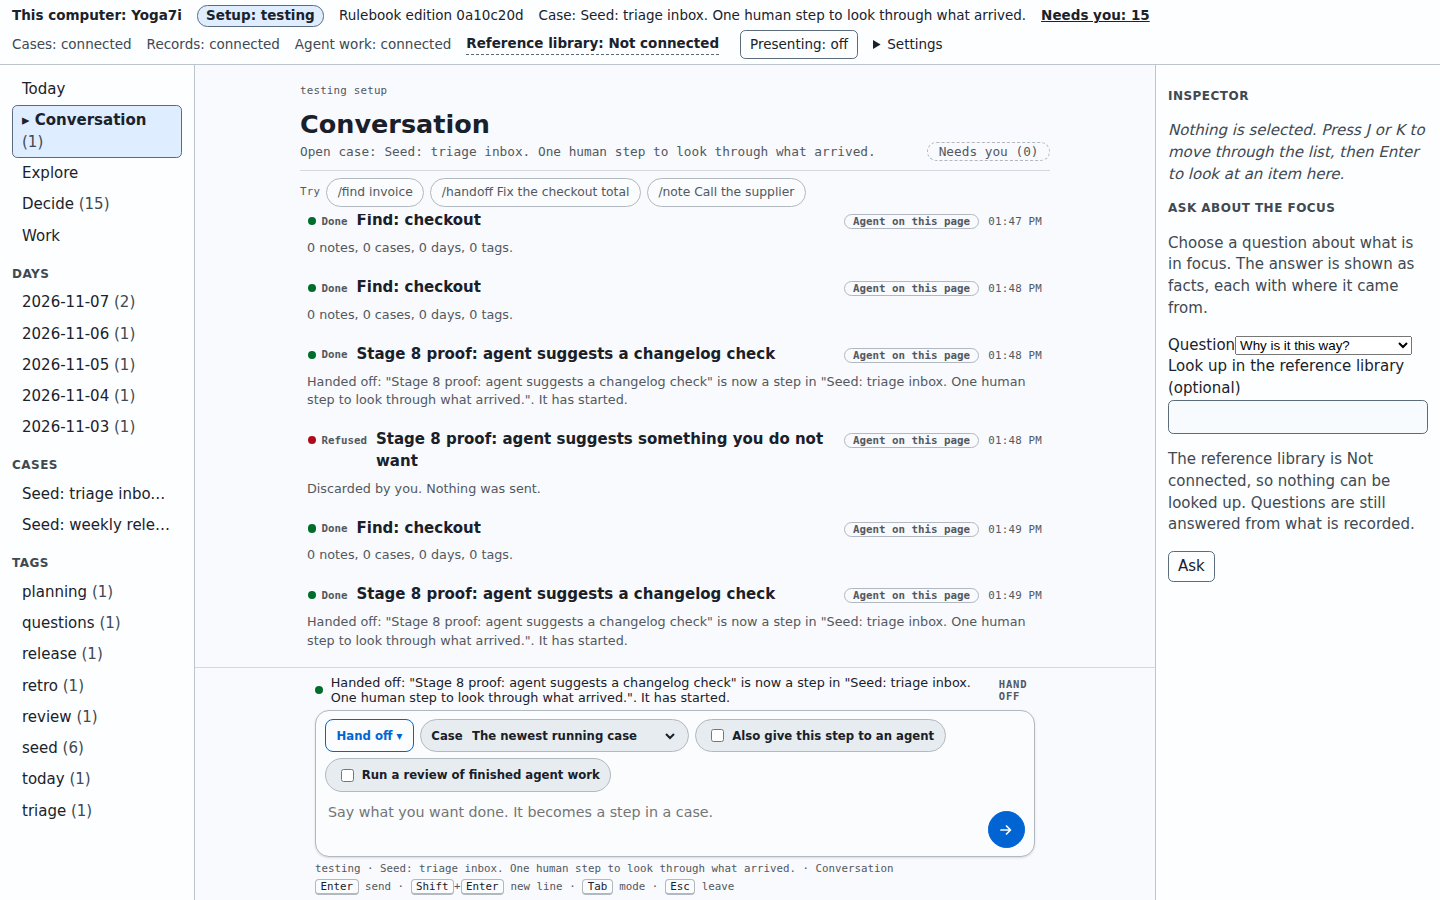 This computer: Yoga7i Setup: testing Rulebook edition 0a10c20d Case: Seed: triage inbox. One human step to look through what arrived. Needs you: 15
Cases: connected Records: connected Agent work: connected Reference library: Not connected Presenting: off ▶ Settings
Today
▸ Conversation
(1)
Explore
Decide (15)
Work
DAYS
2026-11-07 (2)
2026-11-06 (1)
2026-11-05 (1)
2026-11-04 (1)
2026-11-03 (1)
CASES
Seed: triage inbo…
Seed: weekly rele…
TAGS
planning (1)
questions (1)
release (1)
retro (1)
review (1)
seed (6)
today (1)
triage (1)
testing setup
Conversation
Open case: Seed: triage inbox. One human step to look through what arrived. Needs you (0)
Try /find invoice /handoff Fix the checkout total /note Call the supplier
Done Find: checkout Agent on this page 01:47 PM
0 notes, 0 cases, 0 days, 0 tags.
Done Find: checkout Agent on this page 01:48 PM
0 notes, 0 cases, 0 days, 0 tags.
Done Stage 8 proof: agent suggests a changelog check Agent on this page 01:48 PM
Handed off: "Stage 8 proof: agent suggests a changelog check" is now a step in "Seed: triage inbox. One human
step to look through what arrived.". It has started.
Refused Stage 8 proof: agent suggests something you do not Agent on this page 01:48 PM
want
Discarded by you. Nothing was sent.
Done Find: checkout Agent on this page 01:49 PM
0 notes, 0 cases, 0 days, 0 tags.
Done Stage 8 proof: agent suggests a changelog check Agent on this page 01:49 PM
Handed off: "Stage 8 proof: agent suggests a changelog check" is now a step in "Seed: triage inbox. One human
step to look through what arrived.". It has started.
Handed off: "Stage 8 proof: agent suggests a changelog check" is now a step in "Seed: triage inbox. HAND
One human step to look through what arrived.". It has started. OFF
Hand off ▾ Case The newest running case Also give this step to an agent
Run a review of finished agent work
Say what you want done. It becomes a step in a case.
→
testing · Seed: triage inbox. One human step to look through what arrived. · Conversation
Enter send · Shift+Enter new line · Tab mode · Esc leave
INSPECTOR
Nothing is selected. Press J or K to
move through the list, then Enter
to look at an item here.
ASK ABOUT THE FOCUS
Choose a question about what is
in focus. The answer is shown as
facts, each with where it came
from.
Question Why is it this way?
Look up in the reference library
(optional)
The reference library is Not
connected, so nothing can be
looked up. Questions are still
answered from what is recorded.
Ask